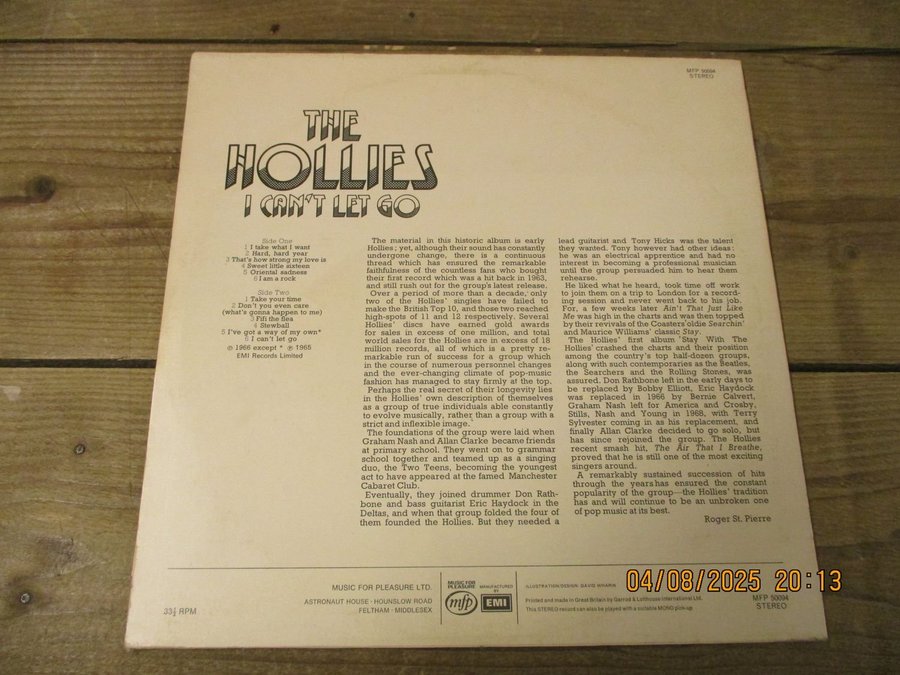 MFP 50094
STEREO
THE
HOLLIES
I CAN'T LET GO
Side One
1 I take what I want
2 Hard, hard year
3 That's how strong my love is
4 Sweet little sixteen
5 Oriental sadness
6 I am a rock
Side Two
1 Take your time
2 Don't you even care
(what's gonna happen to me)
3 Fifi the flea
4 Stewball
5 I've got a way of my own*
6 I can't let go
℗ 1966 except * ℗ 1965
EMI Records Limited
The material in this historic album is early
Hollies; yet, although their sound has constantly
undergone change, there is a continuous
thread which has ensured the remarkable
faithfulness of the countless fans who bought
their first record which was a hit back in 1963,
and still rush out for the group's latest release.
Over a period of more than a decade, only
two of the Hollies' singles have failed to
make the British Top 10, and those two reached
high-spots of 11 and 12 respectively. Several
Hollies' discs have earned gold awards
for sales in excess of one million, and total
world sales for the Hollies are in excess of 18
million records, all of which is a pretty re-
markable run of success for a group which
in the course of numerous personnel changes
and the ever-changing climate of pop-music
fashion has managed to stay firmly at the top.
Perhaps the real secret of their longevity lies
in the Hollies' own description of themselves
as a group of true individuals able constantly
to evolve musically, rather than a group with a
strict and inflexible image.
The foundations of the group were laid when
Graham Nash and Allan Clarke became friends
at primary school. They went on to grammar
school together and teamed up as a singing
duo, the Two Teens, becoming the youngest
act to have appeared at the famed Manchester
Cabaret Club.
Eventually, they joined drummer Don Rath-
bone and bass guitarist Eric Haydock in the
Deltas, and when that group folded the four of
them founded the Hollies. But they needed a
lead guitarist and Tony Hicks was the talent
they wanted. Tony however had other ideas:
he was an electrical apprentice and had no
interest in becoming a professional musician
until the group persuaded him to hear them
rehearse.
He liked what he heard, took time off work
to join them on a trip to London for a record-
ing session and never went back to his job.
For, a few weeks later Ain't That Just Like
Me was high in the charts and was then topped
by their revivals of the Coasters' oldie Searchin'
and Maurice Williams' classic Stay.
The Hollies' first album 'Stay With The
Hollies' crashed the charts and their position
among the country's top half-dozen groups,
along with such contemporaries as the Beatles,
the Searchers and the Rolling Stones, was
assured. Don Rathbone left in the early days to
be replaced by Bobby Elliott, Eric Haydock
was replaced in 1966 by Bernie Calvert,
Graham Nash left for America and Crosby,
Stills, Nash and Young in 1968, with Terry
Sylvester coming in as his replacement, and
finally Allan Clarke decided to go solo, but
has since rejoined the group. The Hollies
recent smash hit, The Air That I Breathe,
proved that he is still one of the most exciting
singers around.
A remarkably sustained succession of hits
through the years has ensured the constant
popularity of the group—the Hollies' tradition
has and will continue to be an unbroken one
of pop music at its best.
Roger St. Pierre
33⅓ RPM
MUSIC FOR PLEASURE LTD.
ASTRONAUT HOUSE · HOUNSLOW ROAD
FELTHAM · MIDDLESEX
MUSIC FOR
PLEASURE
mfp
MANUFACTURED
BY
EMI
ILLUSTRATION/DESIGN: DAVID WHARIN
Printed and made in Great Britain by Garrod & Lofthouse International Ltd.
This STEREO record can also be played with a suitable MONO pick-up
MFP 50094
STEREO
04/08/2025 20:13